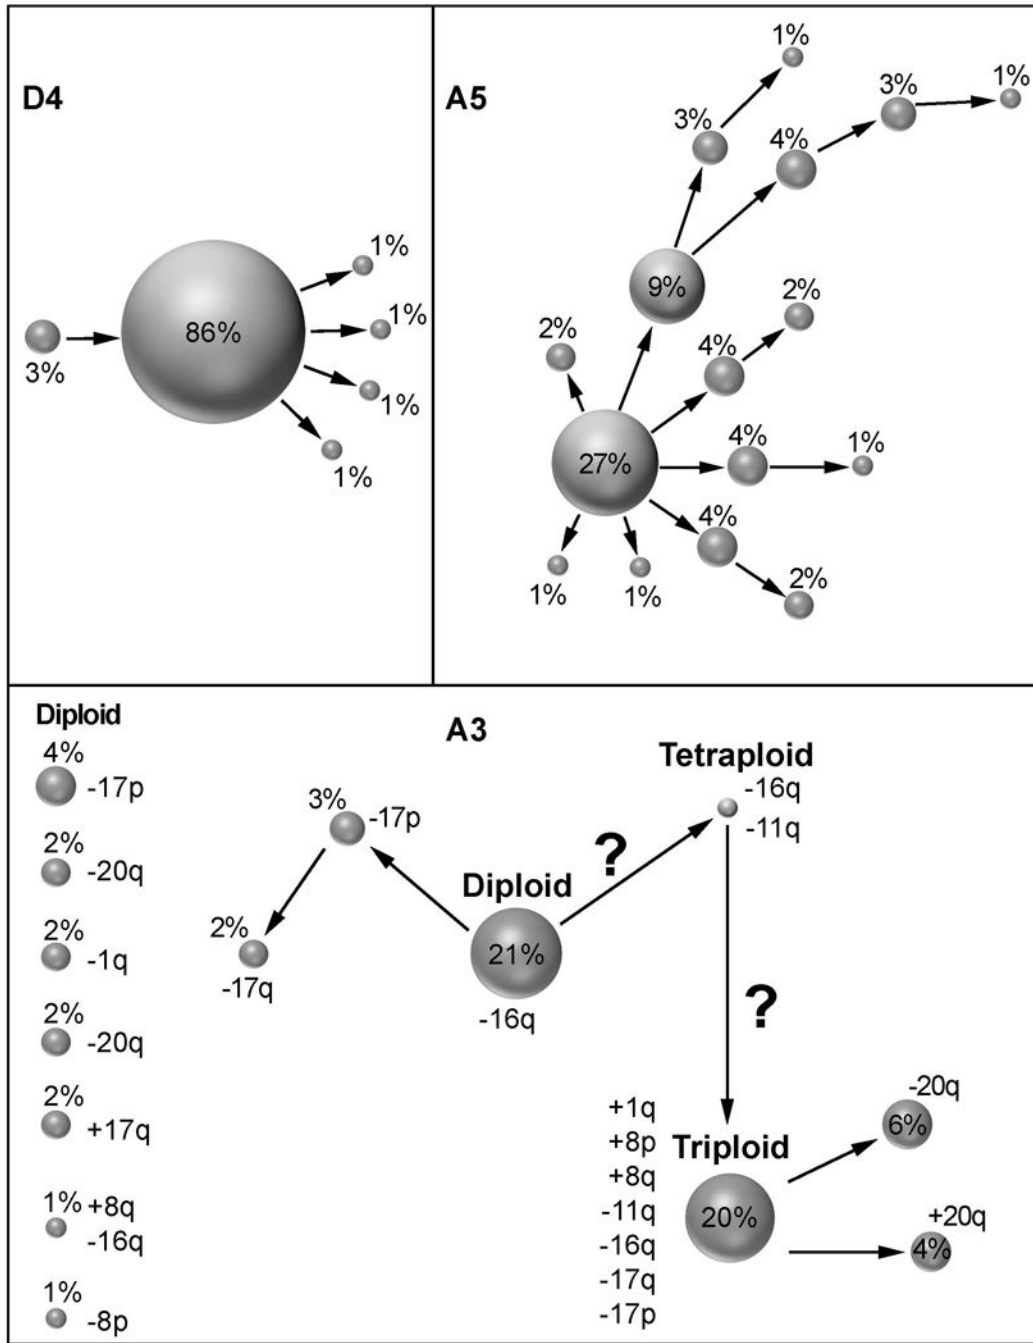 D4
3%
86%
1%
1%
1%
1%
A5
1%
3%
4%
3%
1%
9%
2%
4%
2%
27%
4%
1%
4%
2%
1%
1%
A3
Diploid
4%
-17p
2%
-20q
2%
-1q
2%
-20q
2%
+17q
1% +8q
-16q
1%
-8p
3%
-17p
2%
-17q
Diploid
21%
-16q
?
Tetraploid
-16q
-11q
?
+1q
+8p
+8q
-11q
-16q
-17q
-17p
Triploid
20%
-20q
6%
+20q
4%